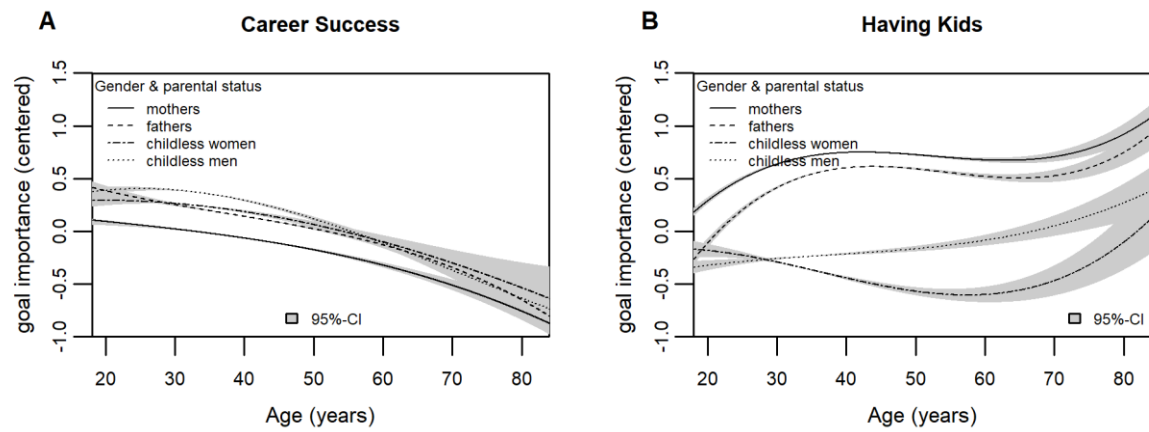 A
Career Success
goal importance (centered)
1.5
1.0
0.5
0.0
-0.5
-1.0
Gender & parental status
mothers
fathers
childless women
childless men
95%-CI
20 30 40 50 60 70 80
Age (years)
B
Having Kids
goal importance (centered)
1.5
1.0
0.5
0.0
-0.5
-1.0
Gender & parental status
mothers
fathers
childless women
childless men
95%-CI
20 30 40 50 60 70 80
Age (years)